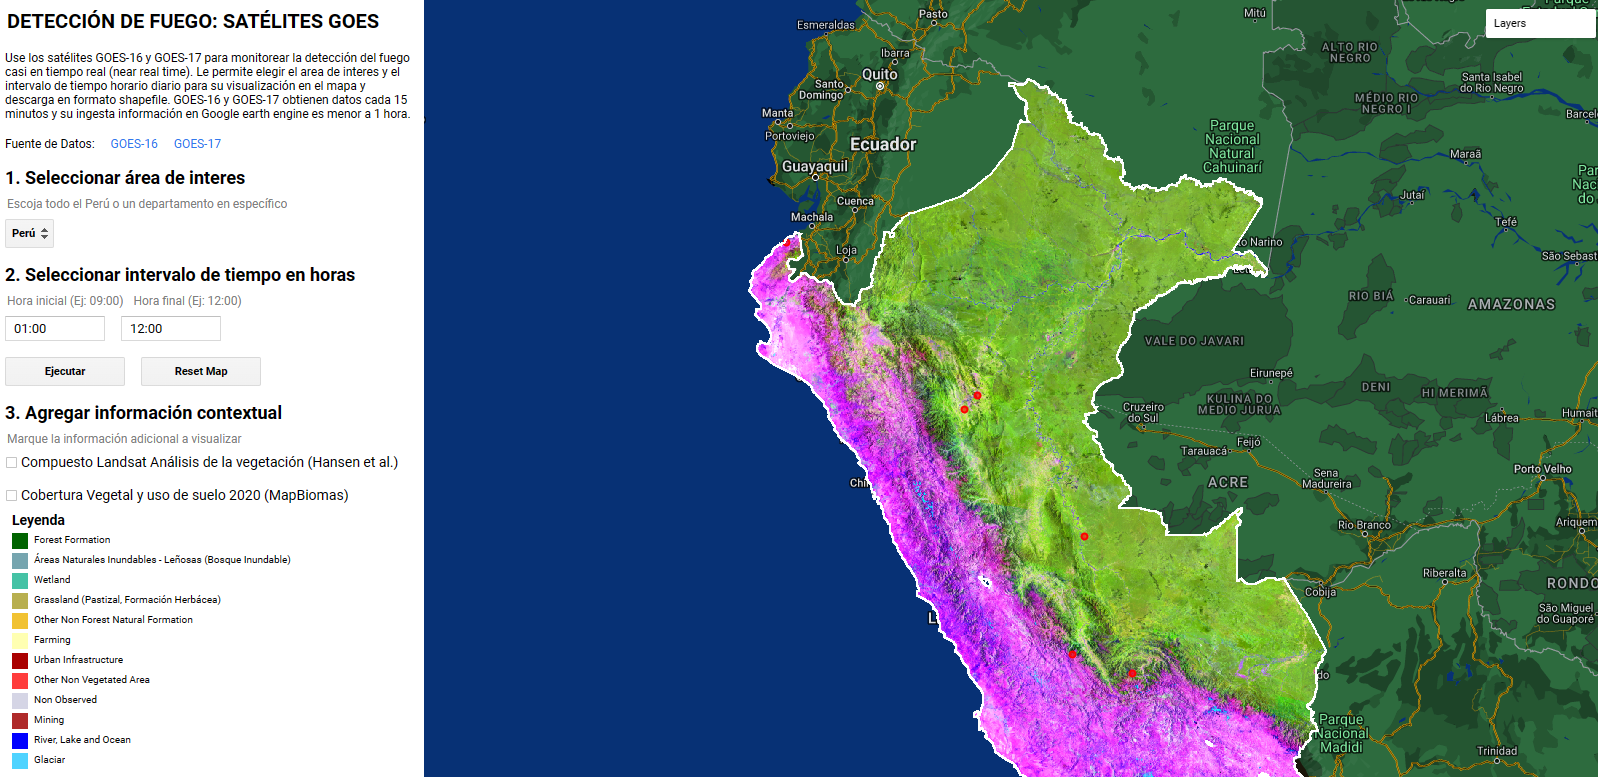 DETECCIÓN DE FUEGO: SATÉLITES GOES
Use los satélites GOES-16 y GOES-17 para monitorear la detección del fuego
casi en tiempo real (near real time). Le permite elegir el area de interes y el
intervalo de tiempo horario diario para su visualización en el mapa y
descarga en formato shapefile. GOES-16 y GOES-17 obtienen datos cada 15
minutos y su ingesta información en Google earth engine es menor a 1 hora.
Fuente de Datos: GOES-16 GOES-17
1. Seleccionar área de interes
Escoja todo el Perú o un departamento en específico
Perú
2. Seleccionar intervalo de tiempo en horas
Hora inicial (Ej: 09:00) Hora final (Ej: 12:00)
01:00 12:00
Ejecutar Reset Map
3. Agregar información contextual
Marque la información adicional a visualizar
Compuesto Landsat Análisis de la vegetación (Hansen et al.)
Cobertura Vegetal y uso de suelo 2020 (MapBiomas)
Leyenda
Forest Formation
Áreas Naturales Inundables - Leñosas (Bosque Inundable)
Wetland
Grassland (Pastizal, Formación Herbácea)
Other Non Forest Natural Formation
Farming
Urban Infrastructure
Other Non Vegetated Area
Non Observed
Mining
River, Lake and Ocean
Glaciar
Layers
Esmeraldas
Pasto
Mitú
Ibarra
Quito
Santo
Domingo
Manta
Portoviejo
Ecuador
Guayaquil
Cuenca
Machala
Loja
ALTO RIO
NEGRO
Santa Isabel
do Rio Negro
MÉDIO RIO
NEGRO I
Barcel
Parque
Nacional
Natural
Cahuinarí
Maraã
Par
Nac
do
Jutaí
Tefé
o Narino
São Sebast
RIO BIÁ
Carauari
AMAZONAS
VALE DO JAVARI
Eirunepé
DENI
HI MERIMÃ
KULINA DO
MEDIO JURUA
Cruzeiro
do Sul
Lábrea
Humait
Feijó
Tarauacá
Sena
Madureira
Porto Velho
ACRE
Chi
Rio Branco
Ariquem
Riberalta
RONDO
Cobija
São Miguel
do Guaporé
L
do
Parque
Nacional
Madidi
Trinidad